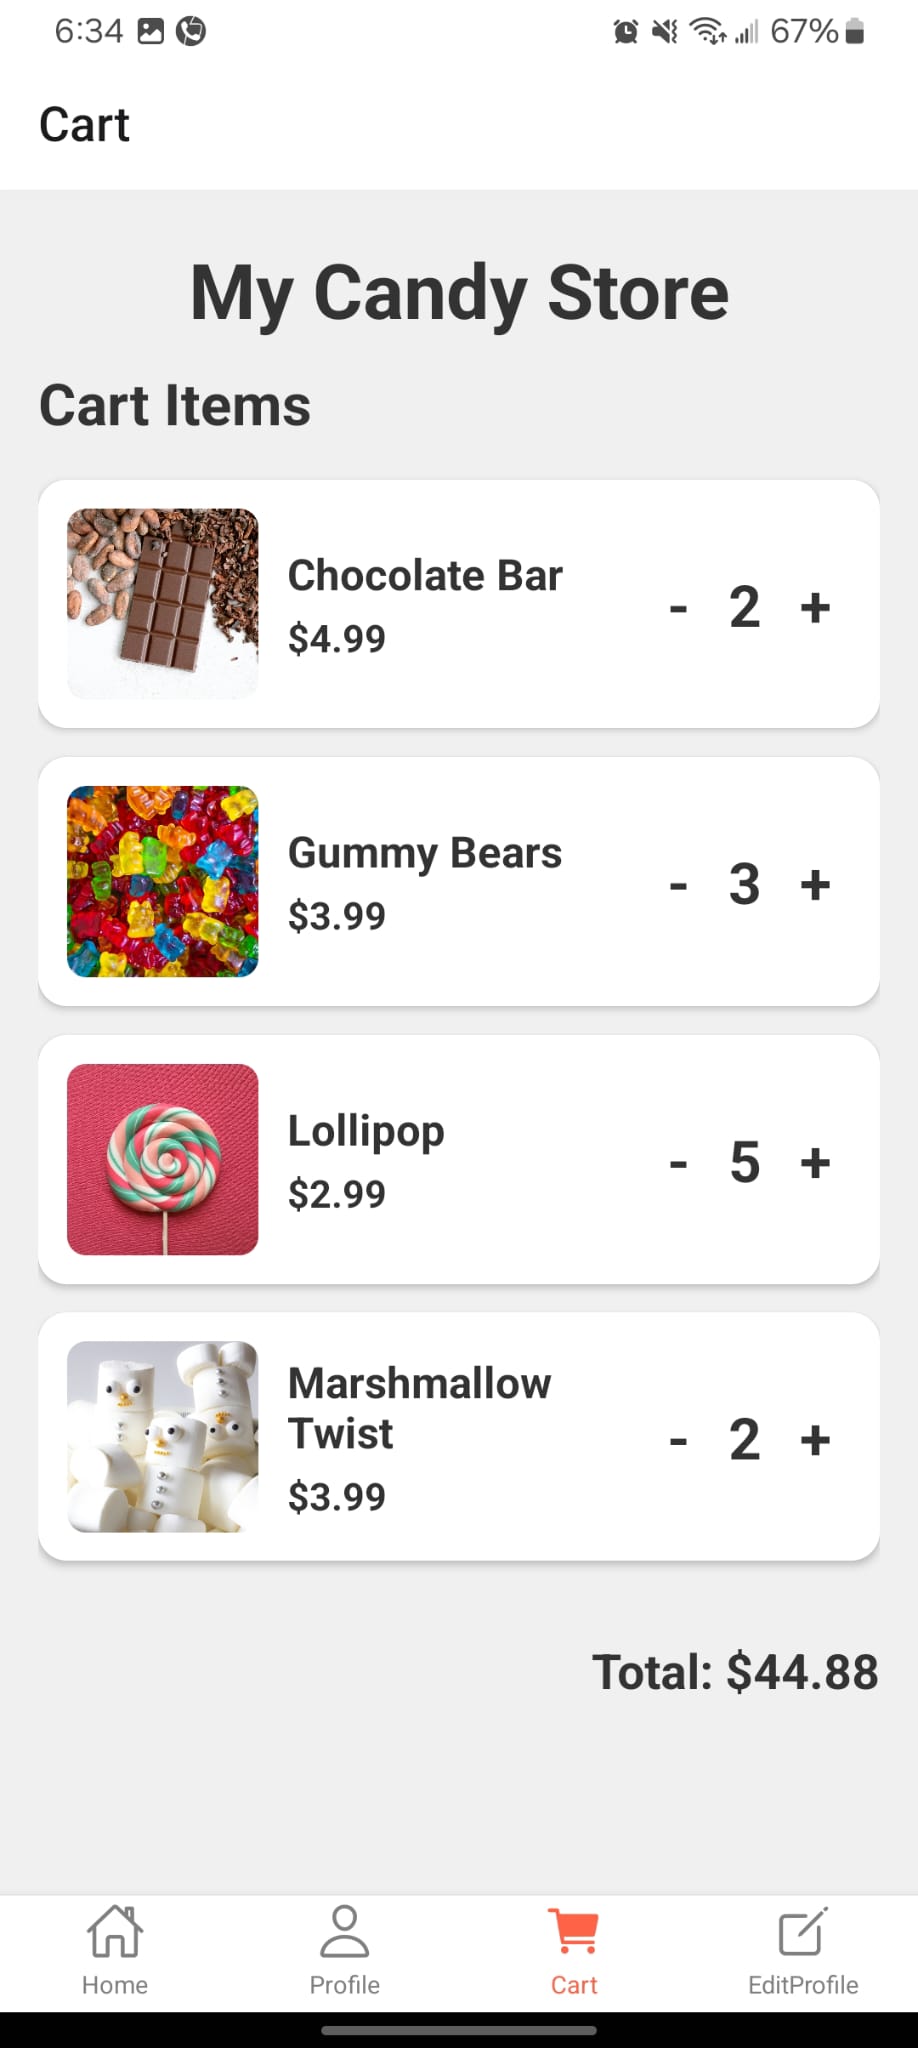 6:34 67%
Cart
My Candy Store
Cart Items
Chocolate Bar
$4.99
- 2 +
Gummy Bears
$3.99
- 3 +
Lollipop
$2.99
- 5 +
Marshmallow
Twist
$3.99
- 2 +
Total: $44.88
Home Profile Cart EditProfile